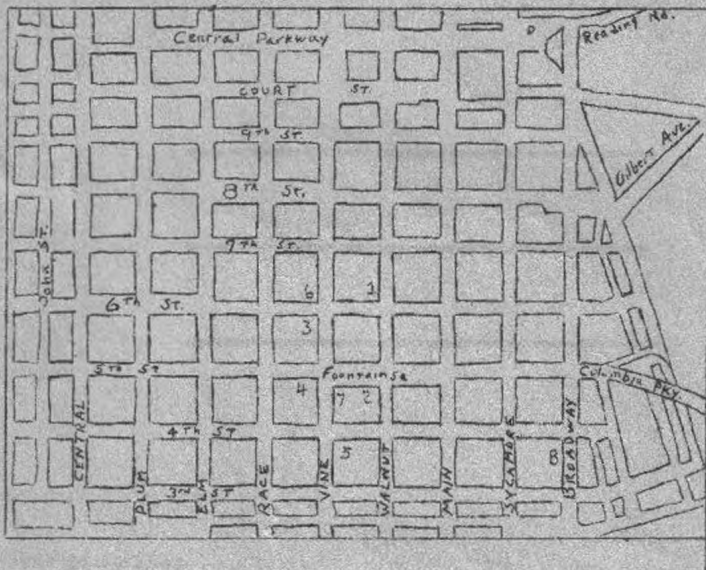 Reading Rd.
Central Parkway
COURT ST.
9th ST.
Gilbert Ave.
8TH ST.
7TH ST.
John ST.
6 1
6TH ST.
3
5TH ST
Fountain Sq
Columbia Pky.
4 7 2
4TH ST
5 8
3RD ST
CENTRAL
PLUM
ELM
RACE
VINE
WALNUT
MAIN
SYCAMORE
BROADWAY